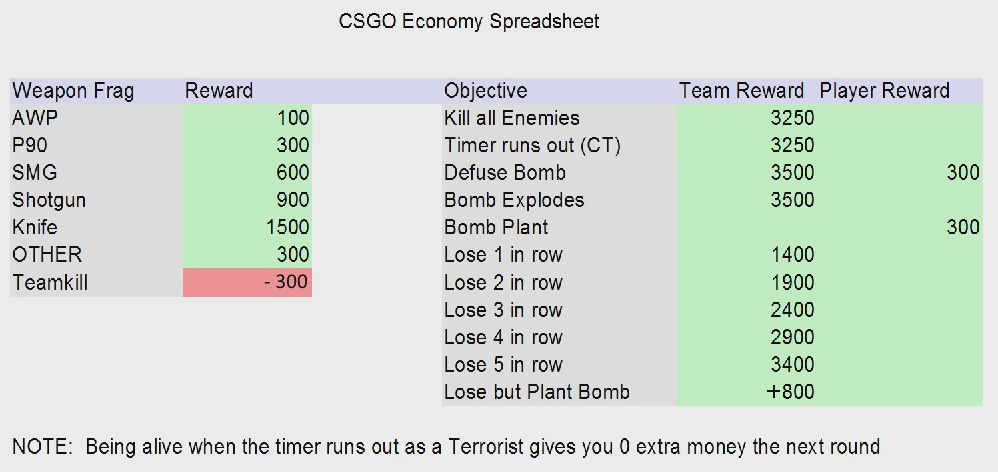 CSGO Economy Spreadsheet
Weapon Frag Reward Objective Team Reward Player Reward
AWP 100 Kill all Enemies 3250
P90 300 Timer runs out (CT) 3250
SMG 600 Defuse Bomb 3500 300
Shotgun 900 Bomb Explodes 3500
Knife 1500 Bomb Plant 300
OTHER 300 Lose 1 in row 1400
Teamkill - 300 Lose 2 in row 1900
Lose 3 in row 2400
Lose 4 in row 2900
Lose 5 in row 3400
Lose but Plant Bomb +800
NOTE: Being alive when the timer runs out as a Terrorist gives you 0 extra money the next round